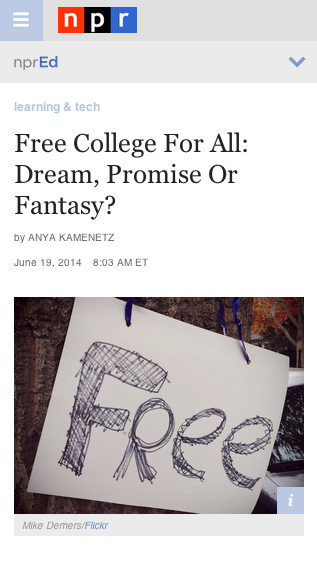 npr
nprEd
learning & tech
Free College For All:
Dream, Promise Or
Fantasy?
by ANYA KAMENETZ
June 19, 2014 8:03 AM ET
Free
i
Mike Demers/Flickr